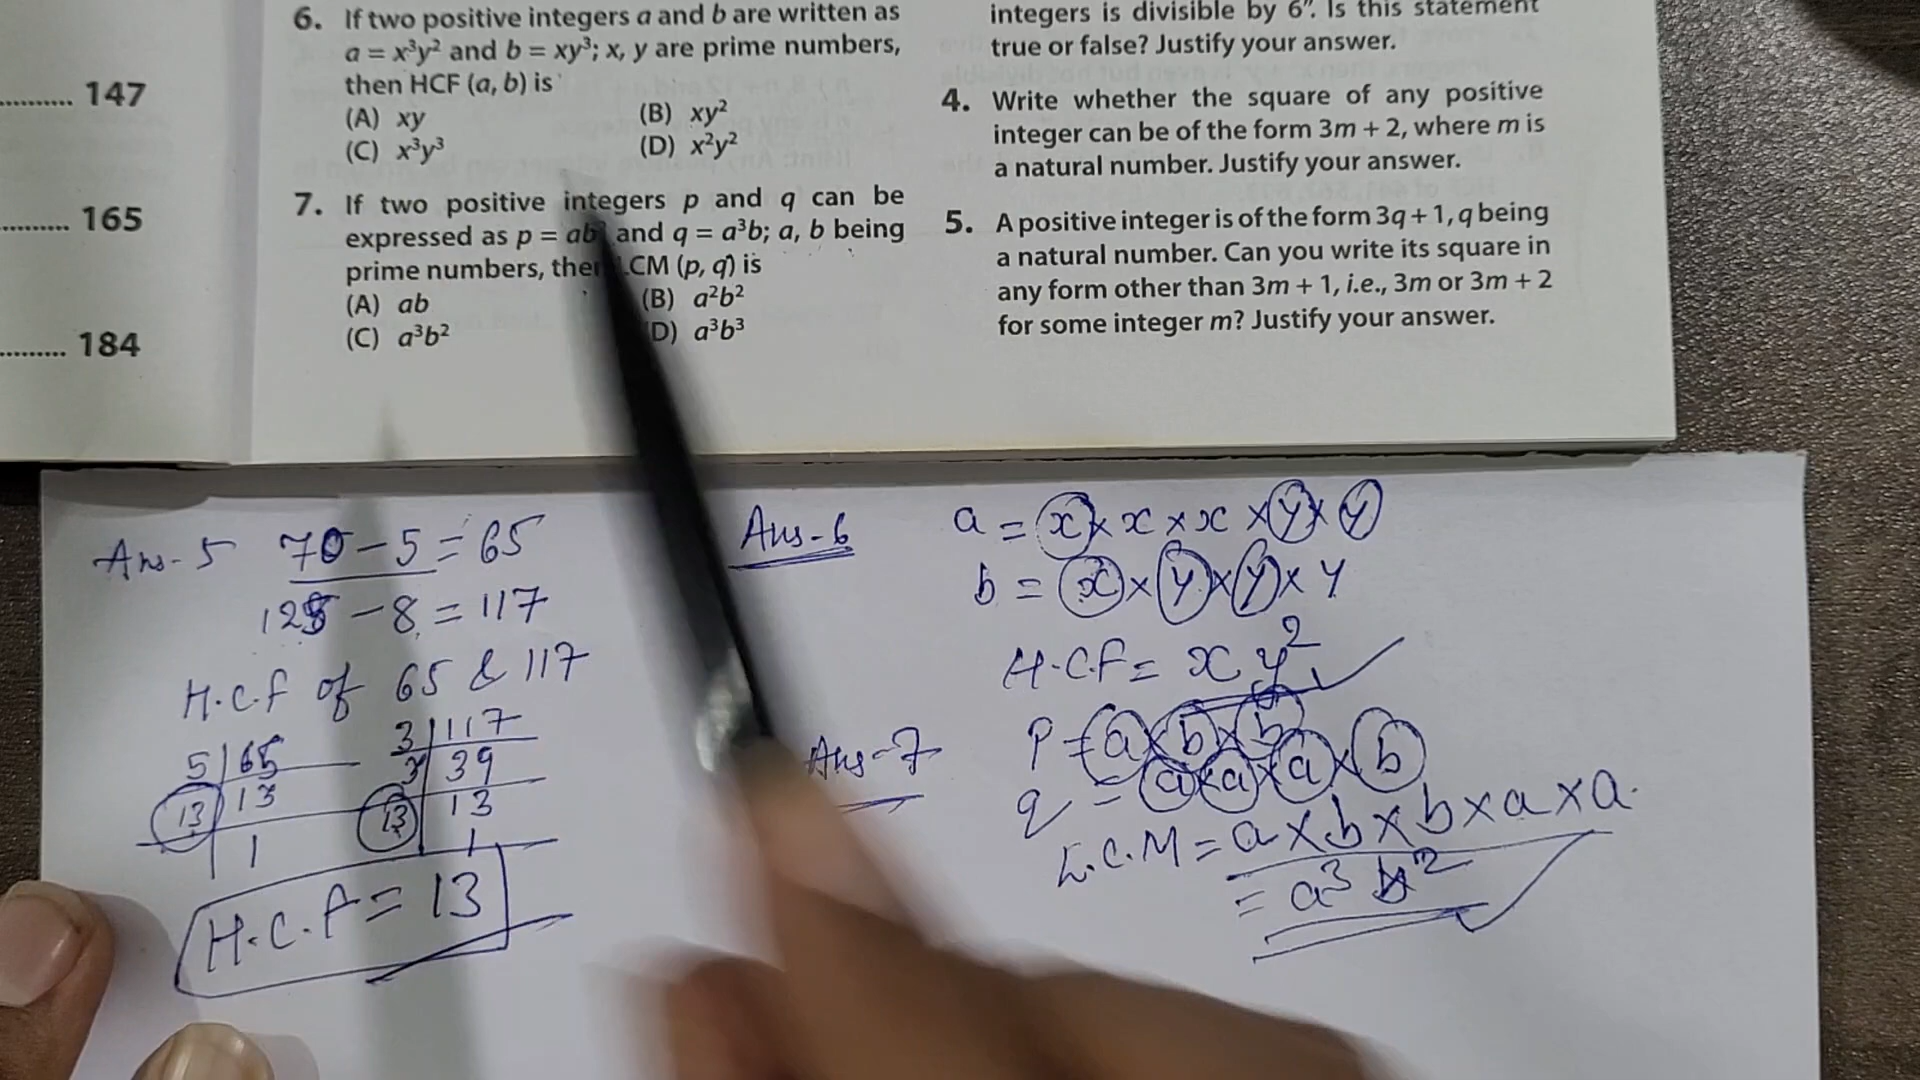 .......... 147
.......... 165
.......... 184
6. If two positive integers a and b are written as
a = x³y² and b = xy³; x, y are prime numbers,
then HCF (a, b) is
(A) xy (B) xy²
(C) x³y³ (D) x²y²
7. If two positive integers p and q can be
expressed as p = ab and q = a³b; a, b being
prime numbers, then LCM (p, q) is
(A) ab (B) a²b²
(C) a³b² (D) a³b³
integers is divisible by 6”. Is this statement
true or false? Justify your answer.
4. Write whether the square of any positive
integer can be of the form 3m + 2, where m is
a natural number. Justify your answer.
5. A positive integer is of the form 3q + 1, q being
a natural number. Can you write its square in
any form other than 3m + 1, i.e., 3m or 3m + 2
for some integer m? Justify your answer.
Ans-5 70 - 5 = 65
125 - 8 = 117
H.C.F of 65 & 117
5 | 65 3 | 117
13 | 13 3 | 39
1 13 | 13
1
H.C.F = 13
Ans-6 a = x × x × x × y × y
b = x × y × y × y
H.C.F = x y²
Ans-7 P = a × b × b
q = a × a × a × b
L.C.M = a × b × b × a × a
= a³ b²